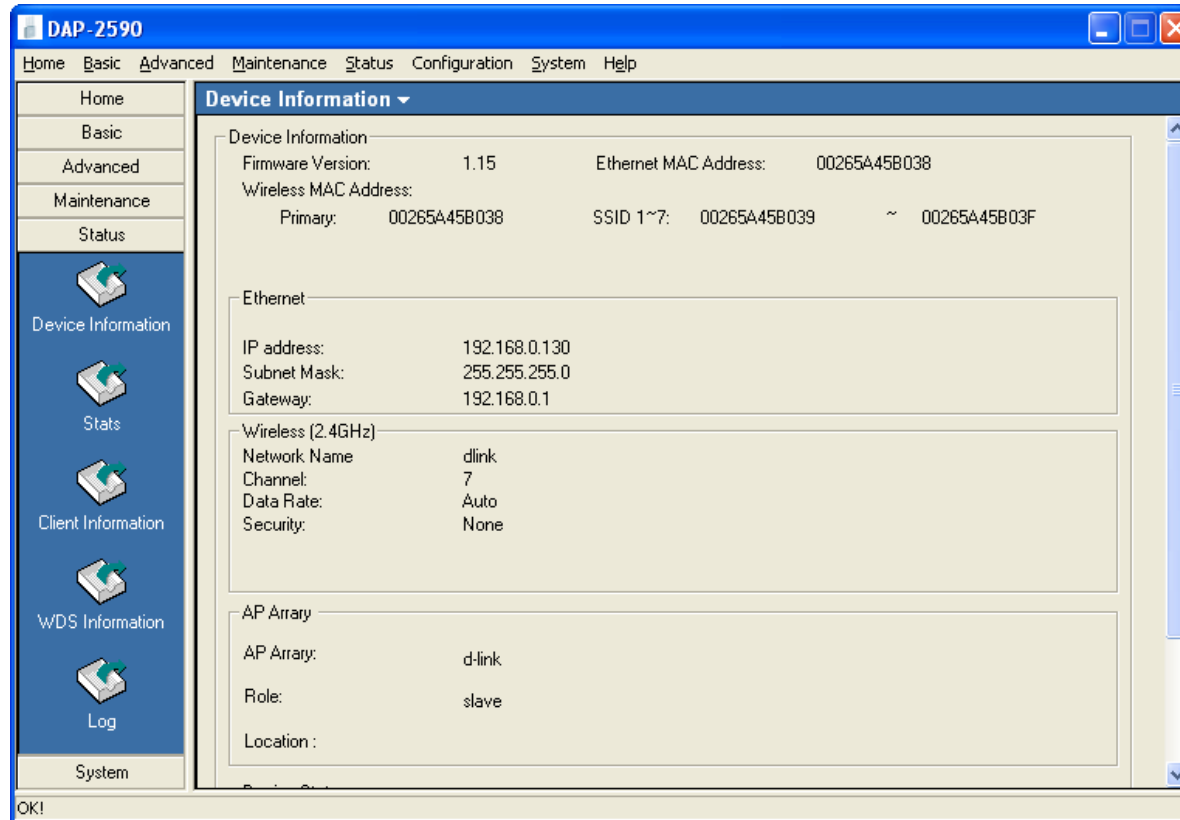 DAP-2590
Home Basic Advanced Maintenance Status Configuration System Help
Home
Basic
Advanced
Maintenance
Status
Device Information
Stats
Client Information
WDS Information
Log
System
Device Information
Device Information
Firmware Version: 1.15 Ethernet MAC Address: 00265A45B038
Wireless MAC Address:
Primary: 00265A45B038 SSID 1~7: 00265A45B039 ~ 00265A45B03F
Ethernet
IP address: 192.168.0.130
Subnet Mask: 255.255.255.0
Gateway: 192.168.0.1
Wireless (2.4GHz)
Network Name dlink
Channel: 7
Data Rate: Auto
Security: None
AP Arrary
AP Arrary: d-link
Role: slave
Location :
OK!